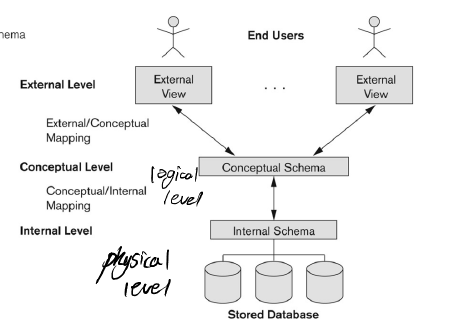 hema
End Users
External
View
. . .
External
View
External Level
External/Conceptual
Mapping
Conceptual Level
logical
level
Conceptual Schema
Conceptual/Internal
Mapping
Internal Level
Internal Schema
physical
level
Stored Database